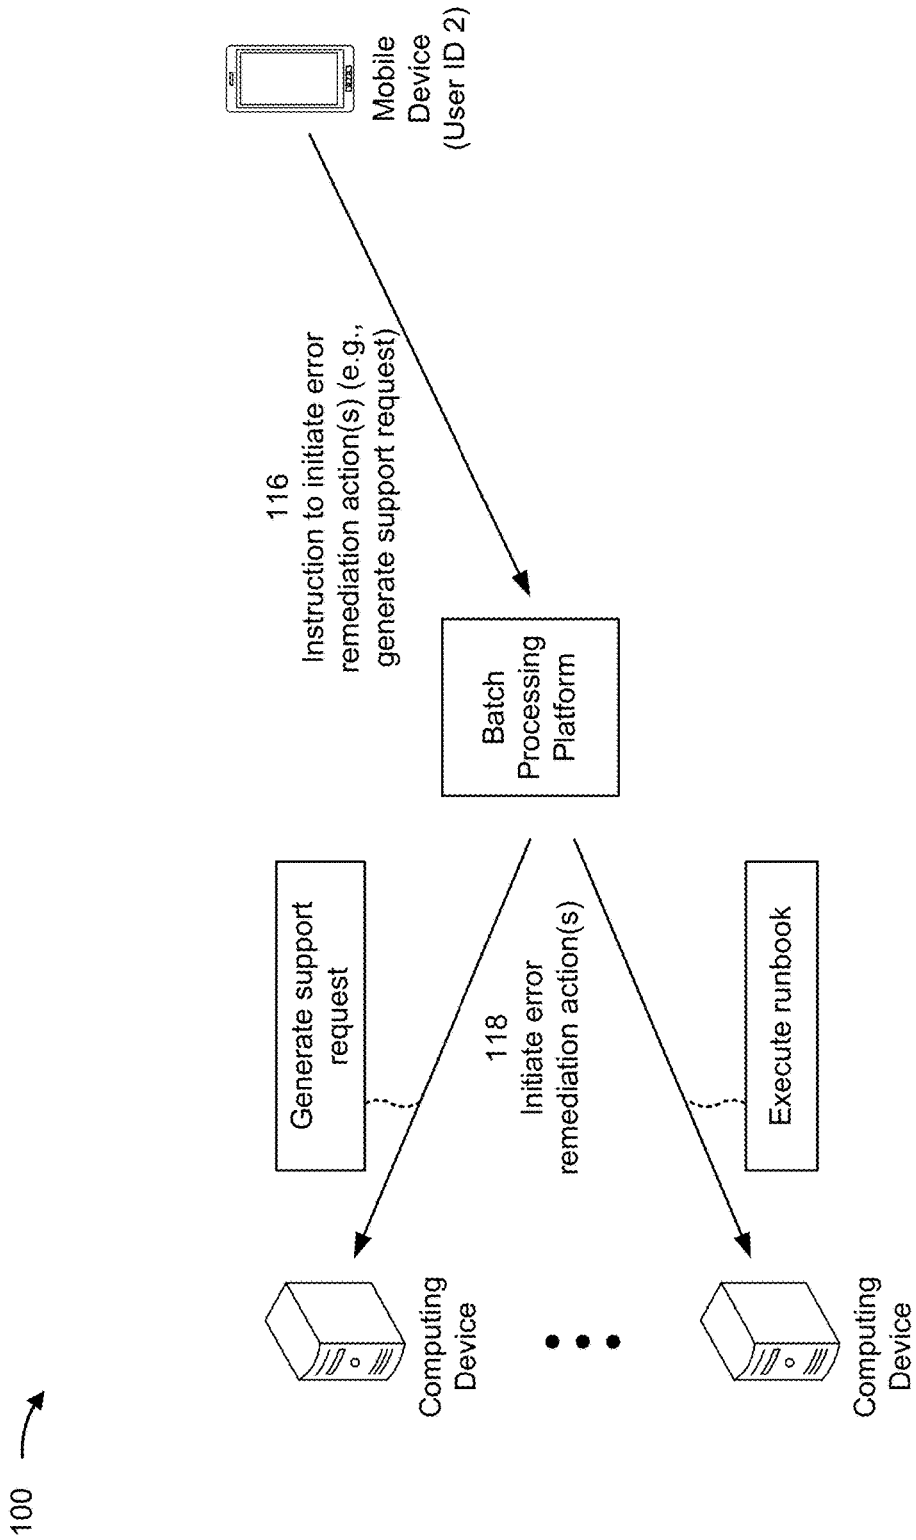 100
Computing
Device
Computing
Device
Generate support
request
118
Initiate error
remediation action(s)
Execute runbook
Batch
Processing
Platform
116
Instruction to initiate error
remediation action(s) (e.g.,
generate support request)
Mobile
Device
(User ID 2)